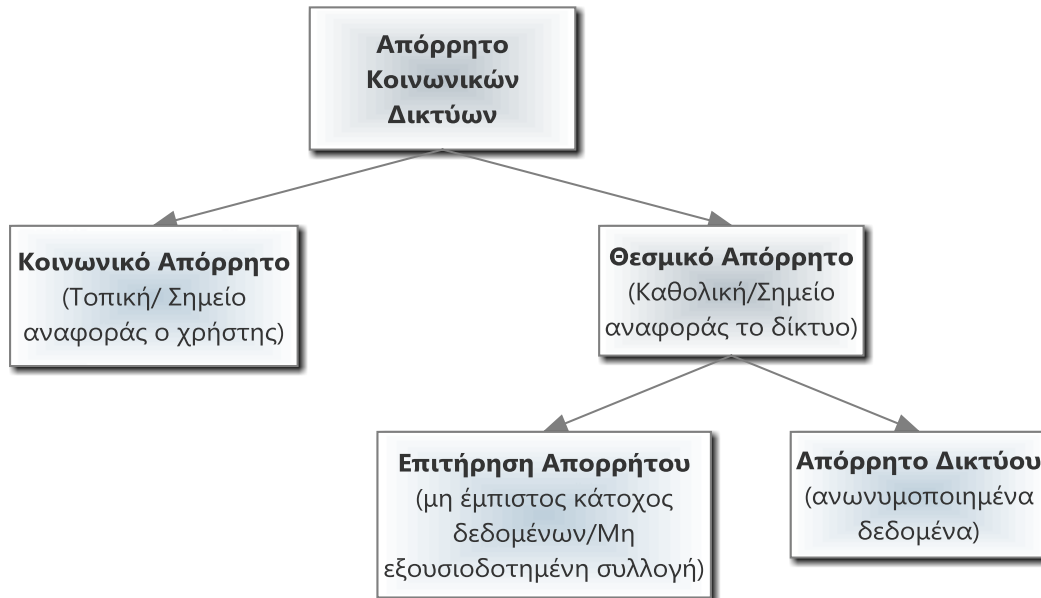 Απόρρητο
Κοινωνικών
Δικτύων
Κοινωνικό Απόρρητο
(Τοπική/ Σημείο
αναφοράς ο χρήστης)
Θεσμικό Απόρρητο
(Καθολική/Σημείο
αναφοράς το δίκτυο)
Επιτήρηση Απορρήτου
(μη έμπιστος κάτοχος
δεδομένων/Μη
εξουσιοδοτημένη συλλογή)
Απόρρητο Δικτύου
(ανωνυμοποιημένα
δεδομένα)